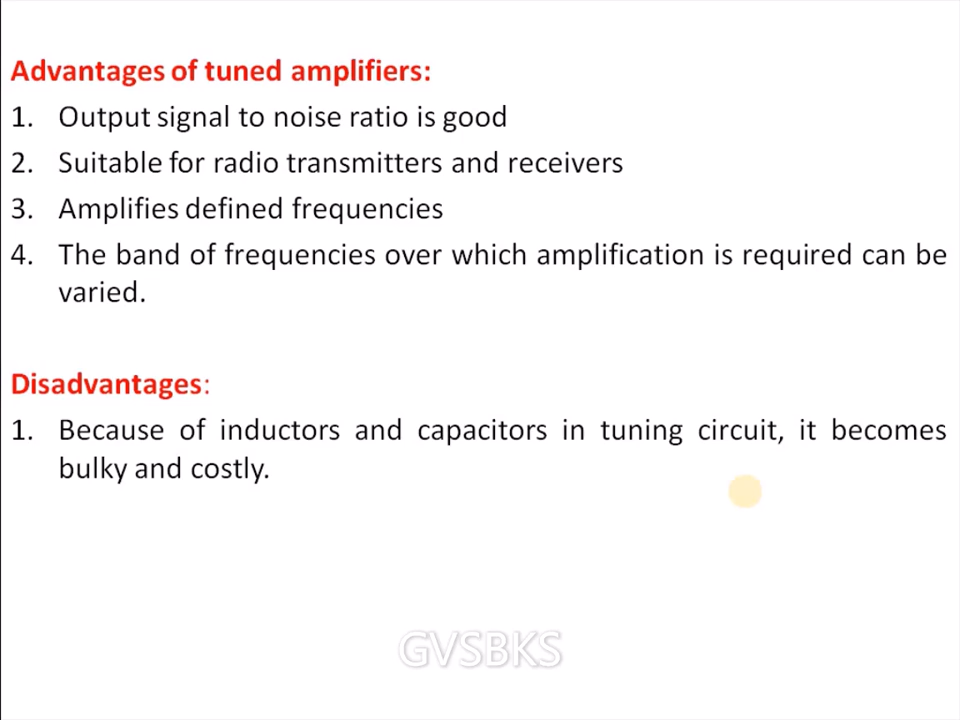 Advantages of tuned amplifiers:
1. Output signal to noise ratio is good
2. Suitable for radio transmitters and receivers
3. Amplifies defined frequencies
4. The band of frequencies over which amplification is required can be
varied.
Disadvantages:
1. Because of inductors and capacitors in tuning circuit, it becomes
bulky and costly.
GVSBKS